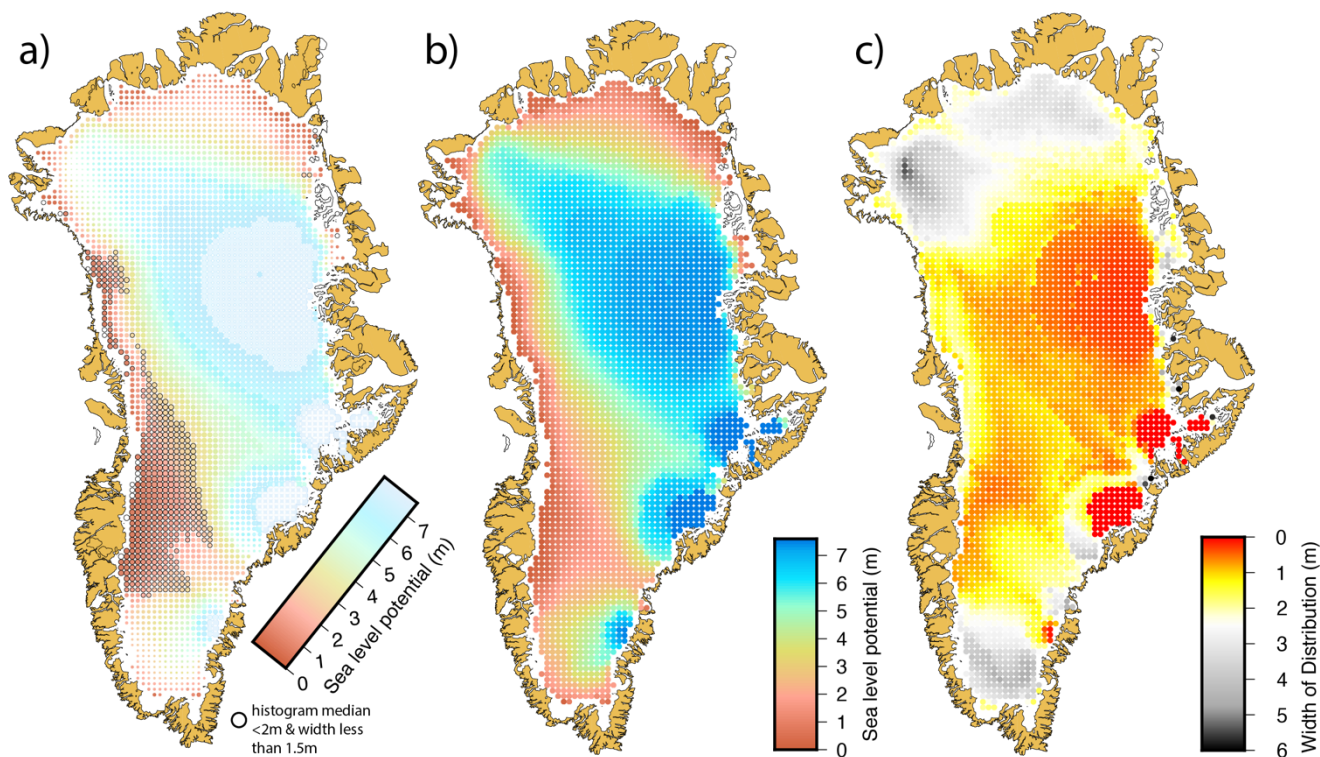 a)
b)
c)
0 1 2 3 4 5 6 7
Sea level potential (m)
histogram median
<2m & width less
than 1.5m
7
6
5
4
3
2
1
0
Sea level potential (m)
0
1
2
3
4
5
6
Width of Distribution (m)